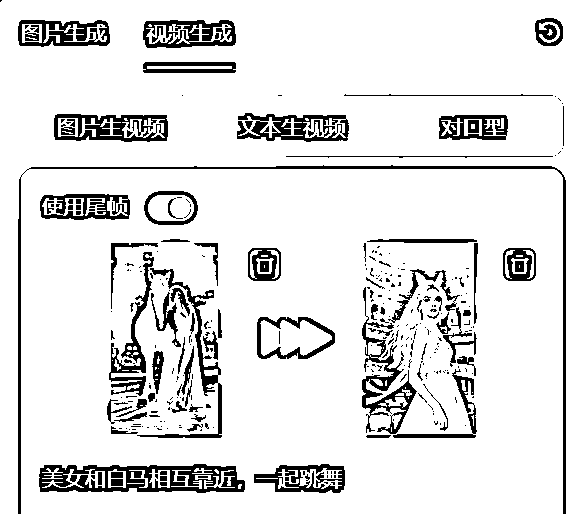 图片生成 视频生成
图片生视频 文本生视频 对口型
使用尾帧
美女和白马相互靠近，一起跳舞